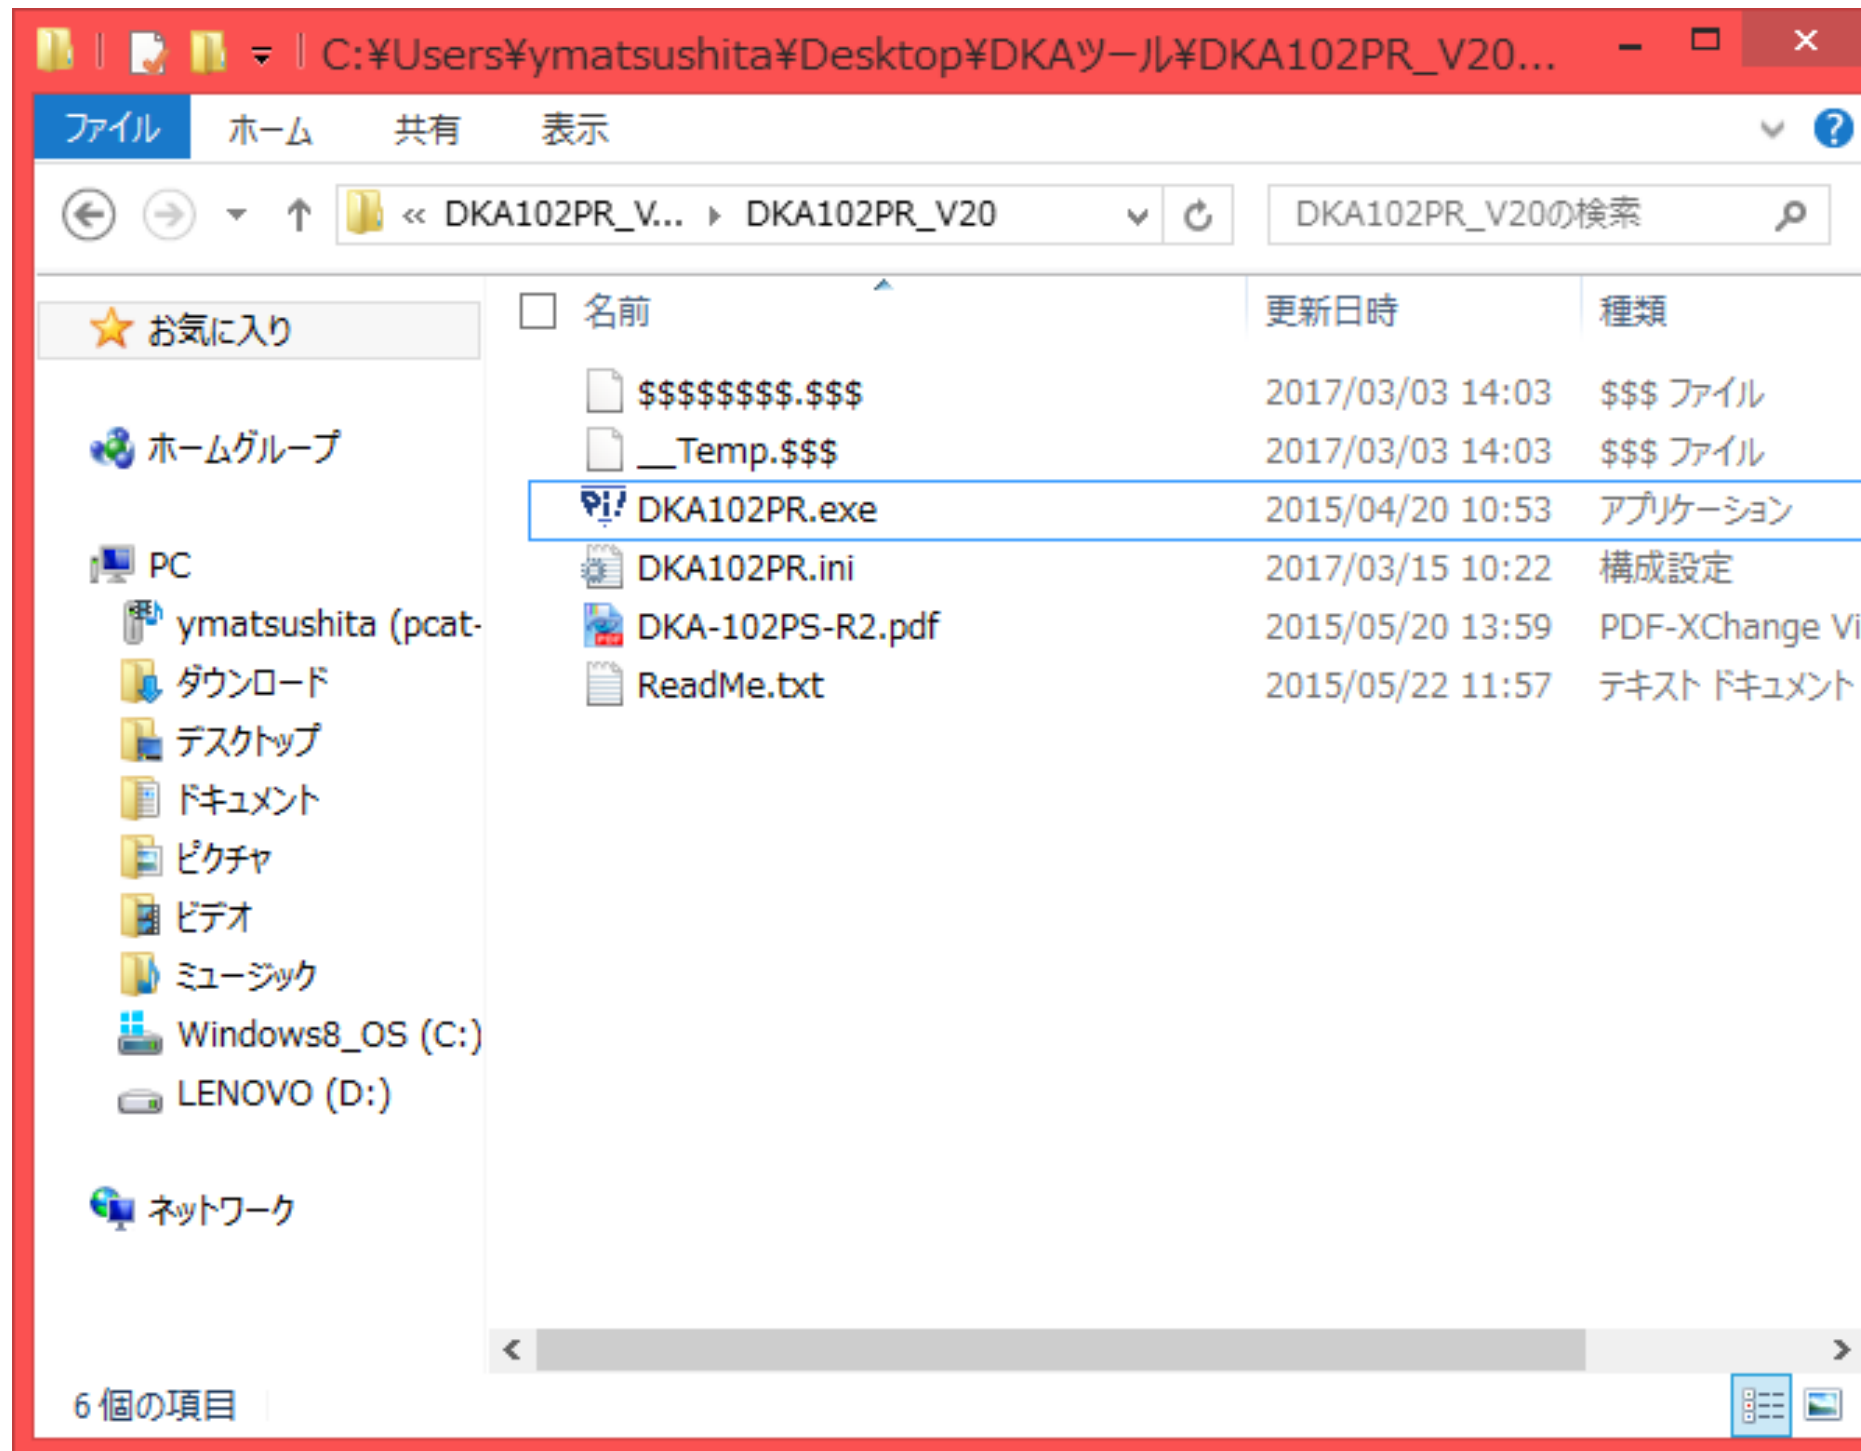 C:¥Users¥ymatsushita¥Desktop¥DKAツール¥DKA102PR_V20...
ファイル ホーム 共有 表示
« DKA102PR_V... DKA102PR_V20 DKA102PR_V20の検索
名前 更新日時 種類
$$$$$$$$.$$$ 2017/03/03 14:03 $$$ ファイル
__Temp.$$$ 2017/03/03 14:03 $$$ ファイル
DKA102PR.exe 2015/04/20 10:53 アプリケーション
DKA102PR.ini 2017/03/15 10:22 構成設定
DKA-102PS-R2.pdf 2015/05/20 13:59 PDF-XChange Vi
ReadMe.txt 2015/05/22 11:57 テキスト ドキュメント
お気に入り
ホームグループ
PC
ymatsushita (pcat-
ダウンロード
デスクトップ
ドキュメント
ピクチャ
ビデオ
ミュージック
Windows8_OS (C:)
LENOVO (D:)
ネットワーク
6 個の項目